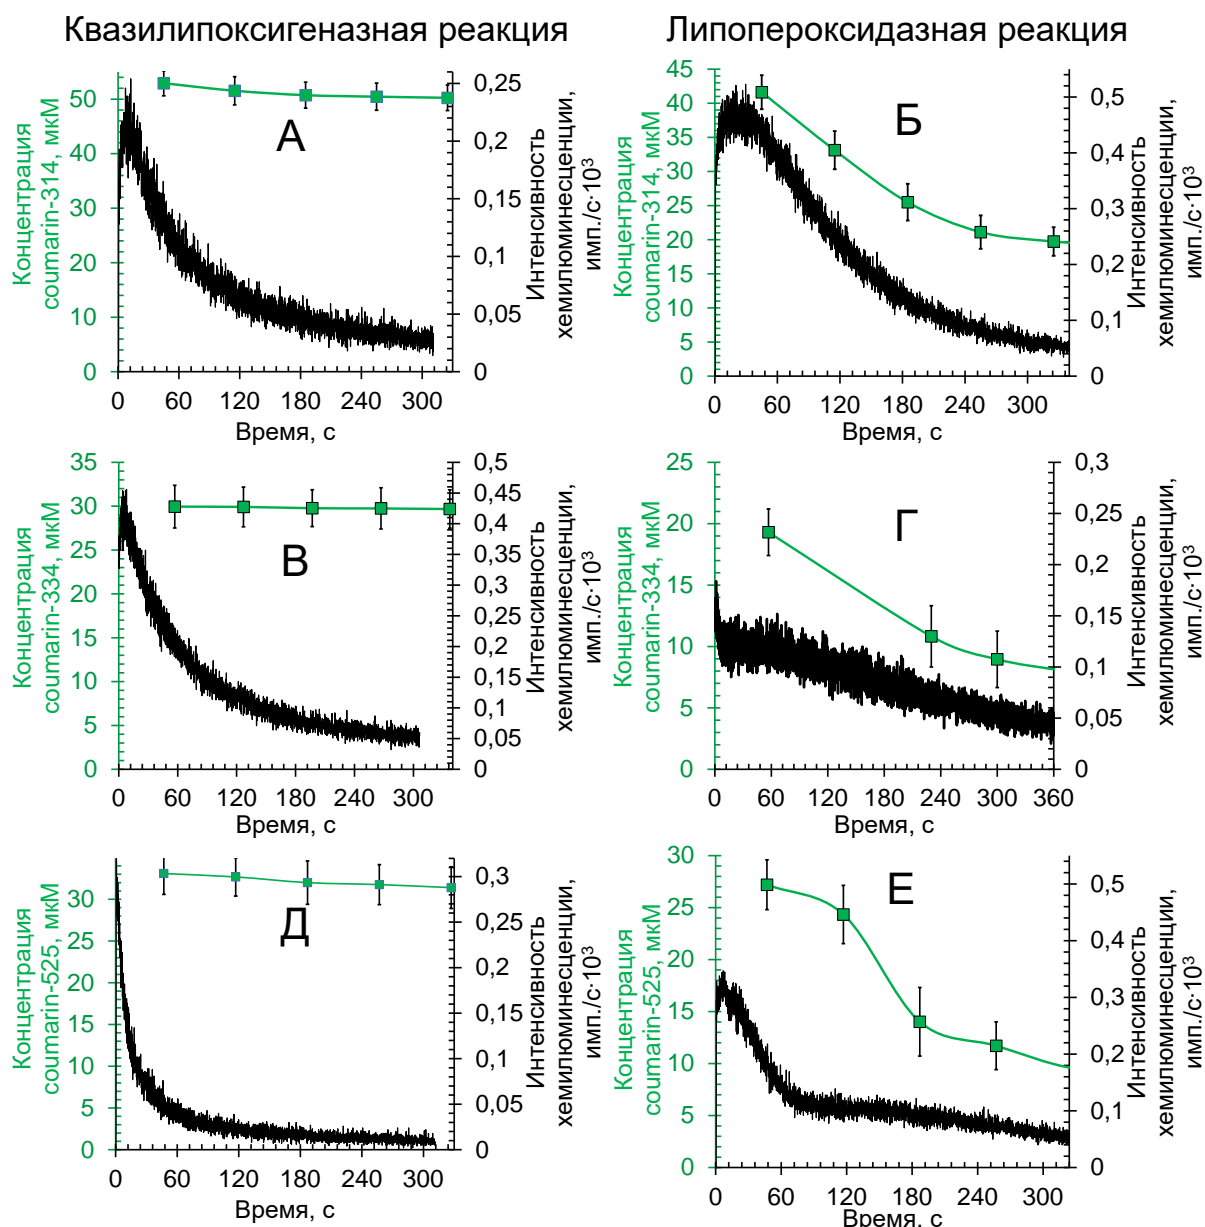 Квазилипоксигеназная реакция
Липопероксидазная реакция
Концентрация
coumarin-314, мкМ
50
40
30
20
10
0
А
0,25
0,2
0,15
0,1
0,05
0
Интенсивность
хемилюминесценции,
имп./с·10³
0 60 120 180 240 300
Время, с
Концентрация
coumarin-314, мкМ
45
40
35
30
25
20
15
10
5
0
Б
0,5
0,4
0,3
0,2
0,1
0
Интенсивность
хемилюминесценции,
имп./с·10³
0 60 120 180 240 300
Время, с
Концентрация
coumarin-334, мкМ
35
30
25
20
15
10
5
0
В
0,5
0,45
0,4
0,35
0,3
0,25
0,2
0,15
0,1
0,05
0
Интенсивность
хемилюминесценции,
имп./с·10³
0 60 120 180 240 300
Время, с
Концентрация
coumarin-334, мкМ
25
20
15
10
5
0
Г
0,3
0,25
0,2
0,15
0,1
0,05
0
Интенсивность
хемилюминесценции,
имп./с·10³
0 60 120 180 240 300 360
Время, с
Концентрация
coumarin-525, мкМ
30
25
20
15
10
5
0
Д
0,3
0,25
0,2
0,15
0,1
0,05
0
Интенсивность
хемилюминесценции,
имп./с·10³
0 60 120 180 240 300
Время, с
Концентрация
coumarin-525, мкМ
30
25
20
15
10
5
0
Е
0,5
0,4
0,3
0,2
0,1
0
Интенсивность
хемилюминесценции,
имп./с·10³
0 60 120 180 240 300
Время, с